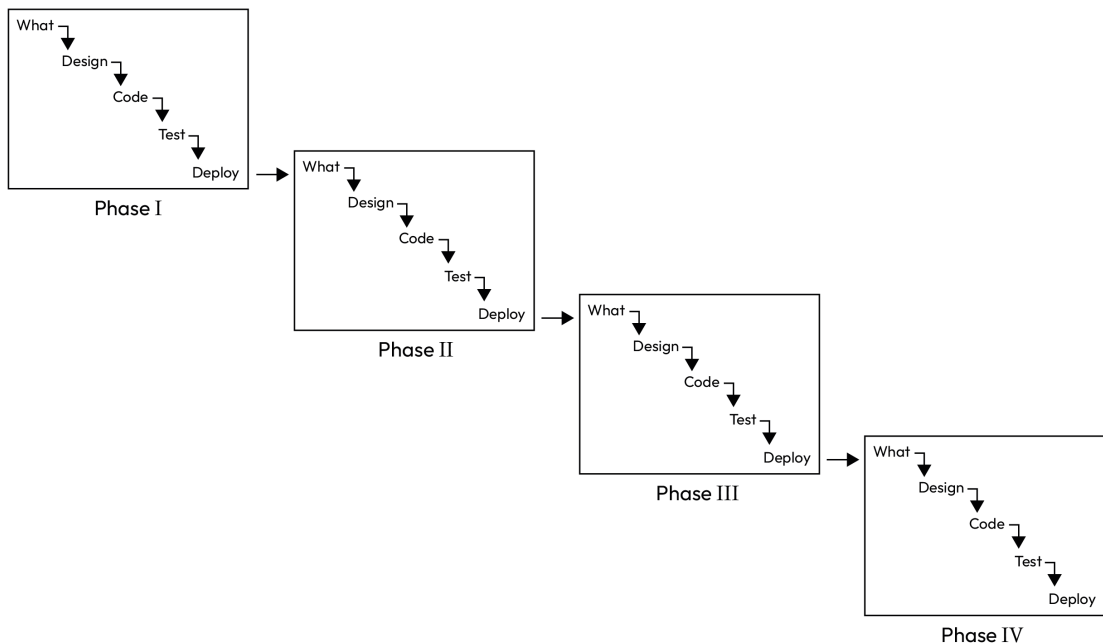 What
Design
Code
Test
Deploy
Phase I
What
Design
Code
Test
Deploy
Phase II
What
Design
Code
Test
Deploy
Phase III
What
Design
Code
Test
Deploy
Phase IV